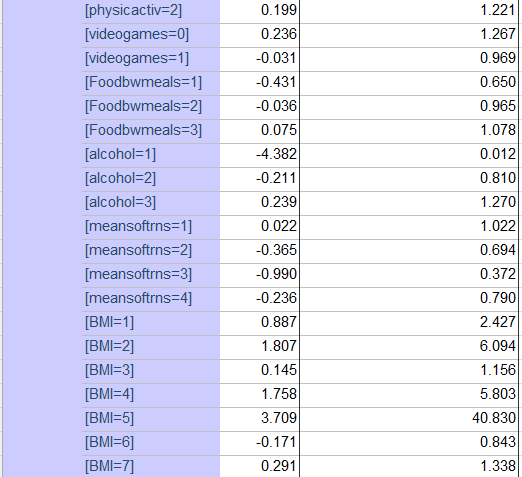 [physicactiv=2] 0.199 1.221
[videogames=0] 0.236 1.267
[videogames=1] -0.031 0.969
[Foodbwmeals=1] -0.431 0.650
[Foodbwmeals=2] -0.036 0.965
[Foodbwmeals=3] 0.075 1.078
[alcohol=1] -4.382 0.012
[alcohol=2] -0.211 0.810
[alcohol=3] 0.239 1.270
[meansoftrns=1] 0.022 1.022
[meansoftrns=2] -0.365 0.694
[meansoftrns=3] -0.990 0.372
[meansoftrns=4] -0.236 0.790
[BMI=1] 0.887 2.427
[BMI=2] 1.807 6.094
[BMI=3] 0.145 1.156
[BMI=4] 1.758 5.803
[BMI=5] 3.709 40.830
[BMI=6] -0.171 0.843
[BMI=7] 0.291 1.338